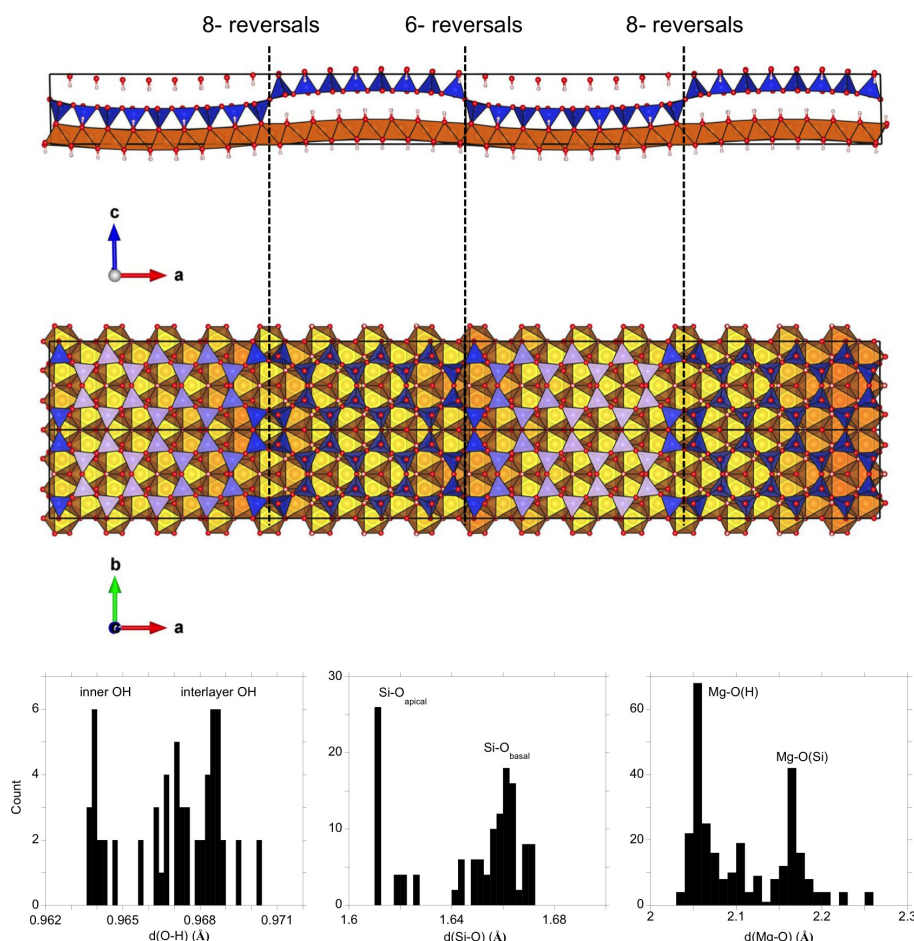 8- reversals 6- reversals 8- reversals
c
a
b
a
inner OH interlayer OH
Count
6
4
2
0
0.962 0.965 0.968 0.971
d(O-H) (Å)
30
20
10
0
Si-O apical
Si-O basal
1.6 1.64 1.68
d(Si-O) (Å)
60
40
20
0
Mg-O(H)
Mg-O(Si)
2 2.1 2.2 2.3
d(Mg-O) (Å)